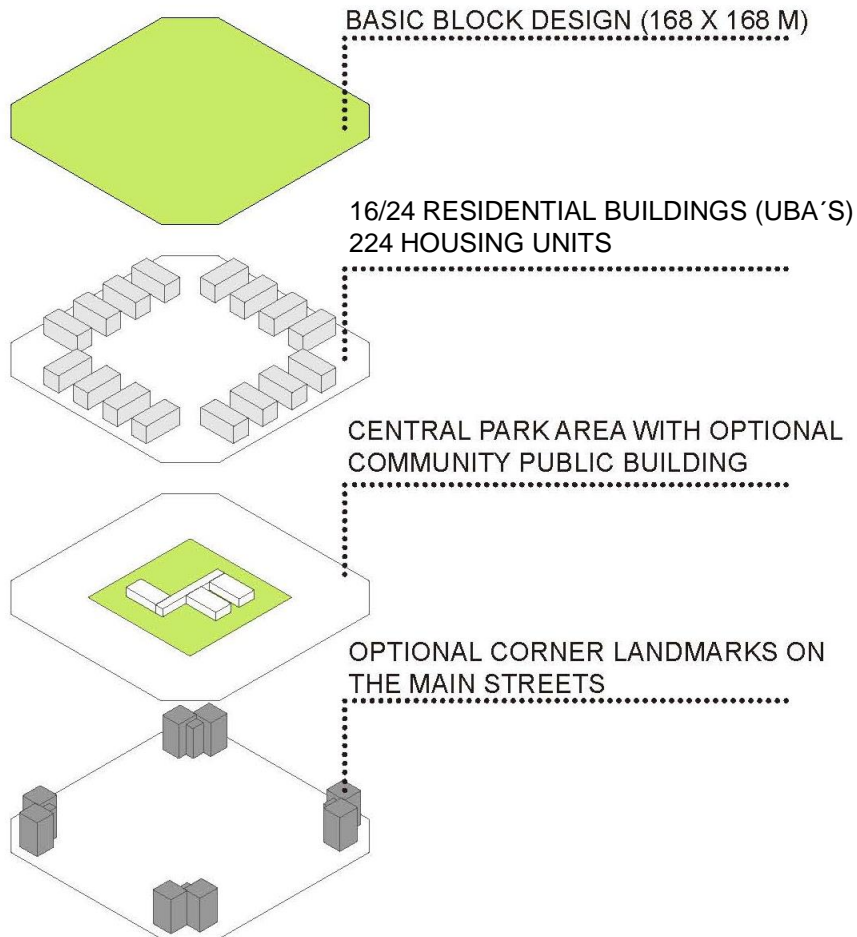 BASIC BLOCK DESIGN (168 X 168 M)
16/24 RESIDENTIAL BUILDINGS (UBA´S)
224 HOUSING UNITS
CENTRAL PARK AREA WITH OPTIONAL
COMMUNITY PUBLIC BUILDING
OPTIONAL CORNER LANDMARKS ON
THE MAIN STREETS